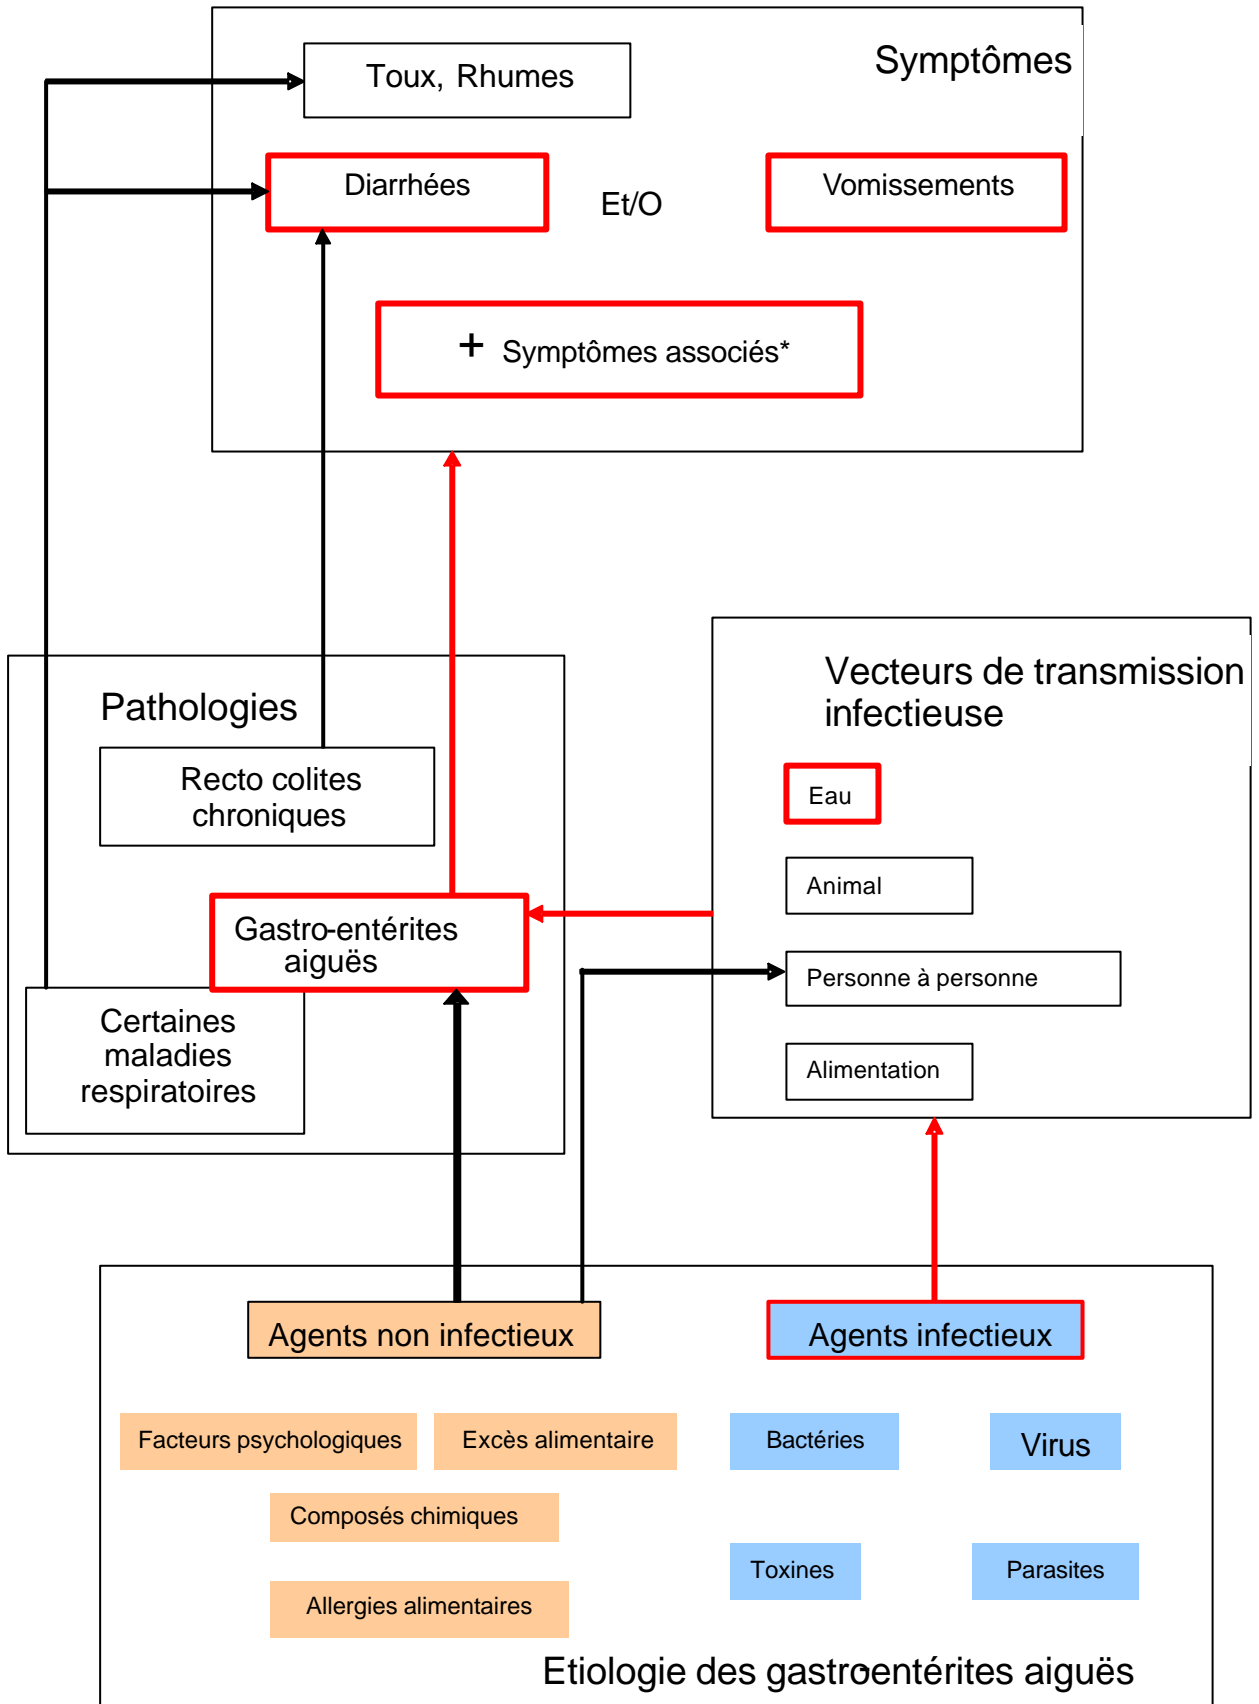 Symptômes
Toux, Rhumes
Diarrhées
Et/O
Vomissements
+ Symptômes associés*
Vecteurs de transmission
infectieuse
Eau
Animal
Personne à personne
Alimentation
Pathologies
Recto colites
chroniques
Gastro-entérites
aiguës
Certaines
maladies
respiratoires
Agents non infectieux
Agents infectieux
Facteurs psychologiques
Excès alimentaire
Bactéries
Virus
Composés chimiques
Toxines
Parasites
Allergies alimentaires
Etiologie des gastro-entérites aiguës